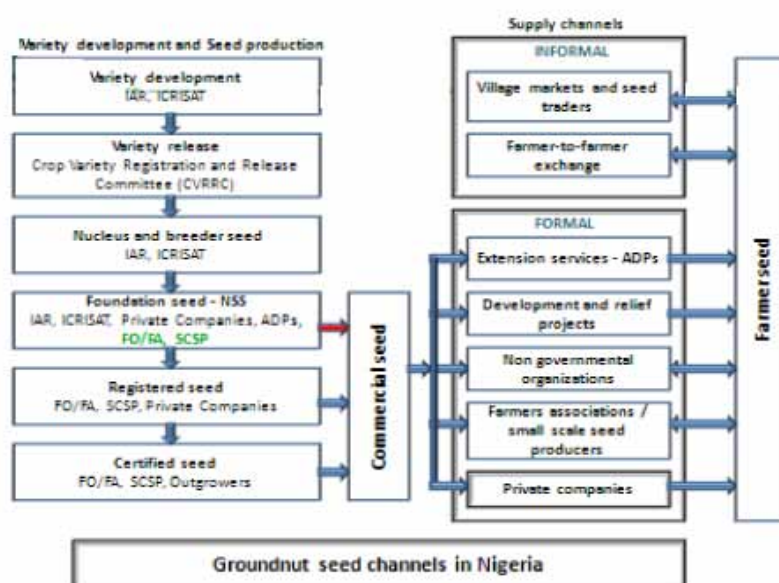 Variety development and Seed production
Variety development
IAR, ICRISAT
Variety release
Crop Variety Registration and Release
Committee (CVRRC)
Nucleus and breeder seed
IAR, ICRISAT
Foundation seed - NSS
IAR, ICRISAT, Private Companies, ADPs,
FO/FA, SCSP
Registered seed
FO/FA, SCSP, Private Companies
Certified seed
FO/FA, SCSP, Outgrowers
Commercial seed
Supply channels
INFORMAL
Village markets and seed
traders
Farmer-to-farmer
exchange
FORMAL
Extension services - ADPs
Development and relief
projects
Non governmental
organizations
Farmers associations /
small scale seed
producers
Private companies
Farmer seed
Groundnut seed channels in Nigeria